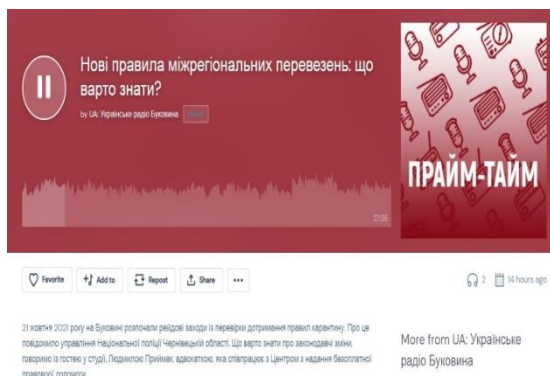 Нові правила міжрегіональних перевезень: що
варто знати?
by UA: Українське радіо Буковина
27:36
ПРАЙМ-ТАЙМ
Favorite
Add to
Repost
Share
2
14 hours ago
21 жовтня 2021 року на Буковині розпочали рейдові заходи із перевірки дотримання правил карантину. Про це
повідомило управління Національної поліції Чернівецькій області. Що варто знати про законодавчі зміни,
говоримо із гостею у студії, Людмилою Приймак, адвокаткою, яка співпрацює з Центром з надання безоплатної
правової допомоги.
More from UA: Українське
радіо Буковина